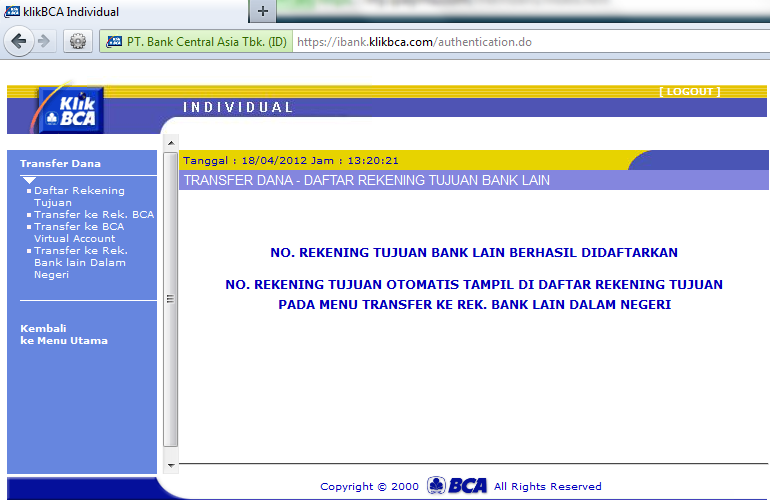 klikBCA Individual
PT. Bank Central Asia Tbk. (ID)
https://ibank.klikbca.com/authentication.do
[ LOGOUT ]
Klik
BCA
INDIVIDUAL
Tanggal : 18/04/2012 Jam : 13:20:21
TRANSFER DANA - DAFTAR REKENING TUJUAN BANK LAIN
Transfer Dana
Daftar Rekening
Tujuan
Transfer ke Rek. BCA
Transfer ke BCA
Virtual Account
Transfer ke Rek.
Bank lain Dalam
Negeri
Kembali
ke Menu Utama
NO. REKENING TUJUAN BANK LAIN BERHASIL DIDAFTARKAN
NO. REKENING TUJUAN OTOMATIS TAMPIL DI DAFTAR REKENING TUJUAN
PADA MENU TRANSFER KE REK. BANK LAIN DALAM NEGERI
Copyright © 2000 BCA All Rights Reserved